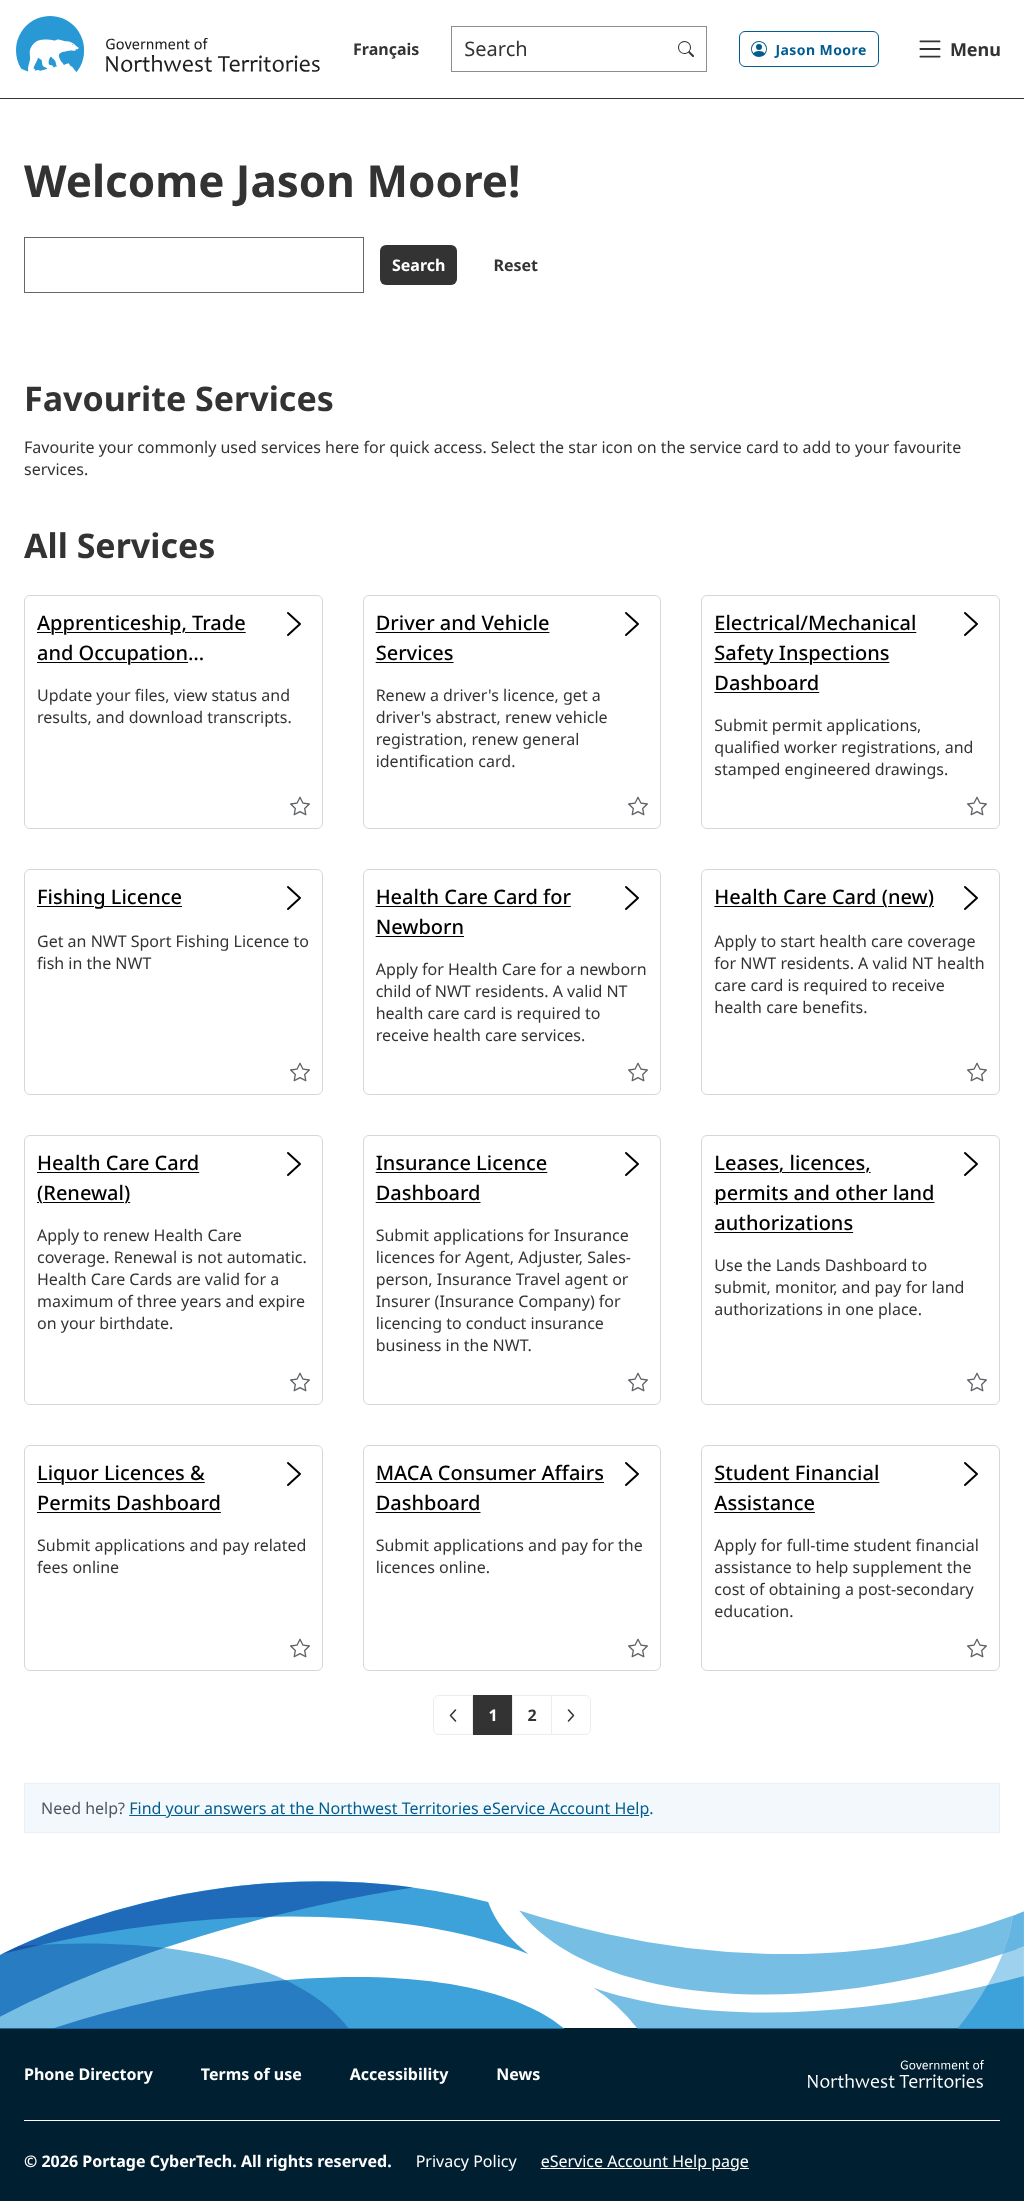 Government of
Northwest Territories
Français
Search
Jason Moore
Menu
Welcome Jason Moore!
Search
Reset
Favourite Services
Favourite your commonly used services here for quick access. Select the star icon on the service card to add to your favourite
services.
All Services
Apprenticeship, Trade
and Occupation...
Update your files, view status and
results, and download transcripts.
Driver and Vehicle
Services
Renew a driver's licence, get a
driver's abstract, renew vehicle
registration, renew general
identification card.
Electrical/Mechanical
Safety Inspections
Dashboard
Submit permit applications,
qualified worker registrations, and
stamped engineered drawings.
Fishing Licence
Get an NWT Sport Fishing Licence to
fish in the NWT
Health Care Card for
Newborn
Apply for Health Care for a newborn
child of NWT residents. A valid NT
health care card is required to
receive health care services.
Health Care Card (new)
Apply to start health care coverage
for NWT residents. A valid NT health
care card is required to receive
health care benefits.
Health Care Card
(Renewal)
Apply to renew Health Care
coverage. Renewal is not automatic.
Health Care Cards are valid for a
maximum of three years and expire
on your birthdate.
Insurance Licence
Dashboard
Submit applications for Insurance
licences for Agent, Adjuster, Sales-
person, Insurance Travel agent or
Insurer (Insurance Company) for
licencing to conduct insurance
business in the NWT.
Leases, licences,
permits and other land
authorizations
Use the Lands Dashboard to
submit, monitor, and pay for land
authorizations in one place.
Liquor Licences &
Permits Dashboard
Submit applications and pay related
fees online
MACA Consumer Affairs
Dashboard
Submit applications and pay for the
licences online.
Student Financial
Assistance
Apply for full-time student financial
assistance to help supplement the
cost of obtaining a post-secondary
education.
1
2
Need help? Find your answers at the Northwest Territories eService Account Help.
Phone Directory
Terms of use
Accessibility
News
Government of
Northwest Territories
© 2026 Portage CyberTech. All rights reserved.
Privacy Policy
eService Account Help page